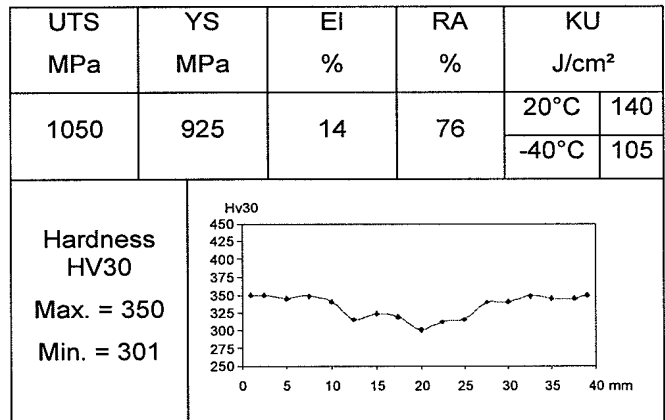 UTS YS El RA KU
MPa MPa % % J/cm²
1050 925 14 76 20°C 140
-40°C 105
Hardness
HV30
Max. = 350
Min. = 301
Hv30
450
425
400
375
350
325
300
275
250
0 5 10 15 20 25 30 35 40 mm